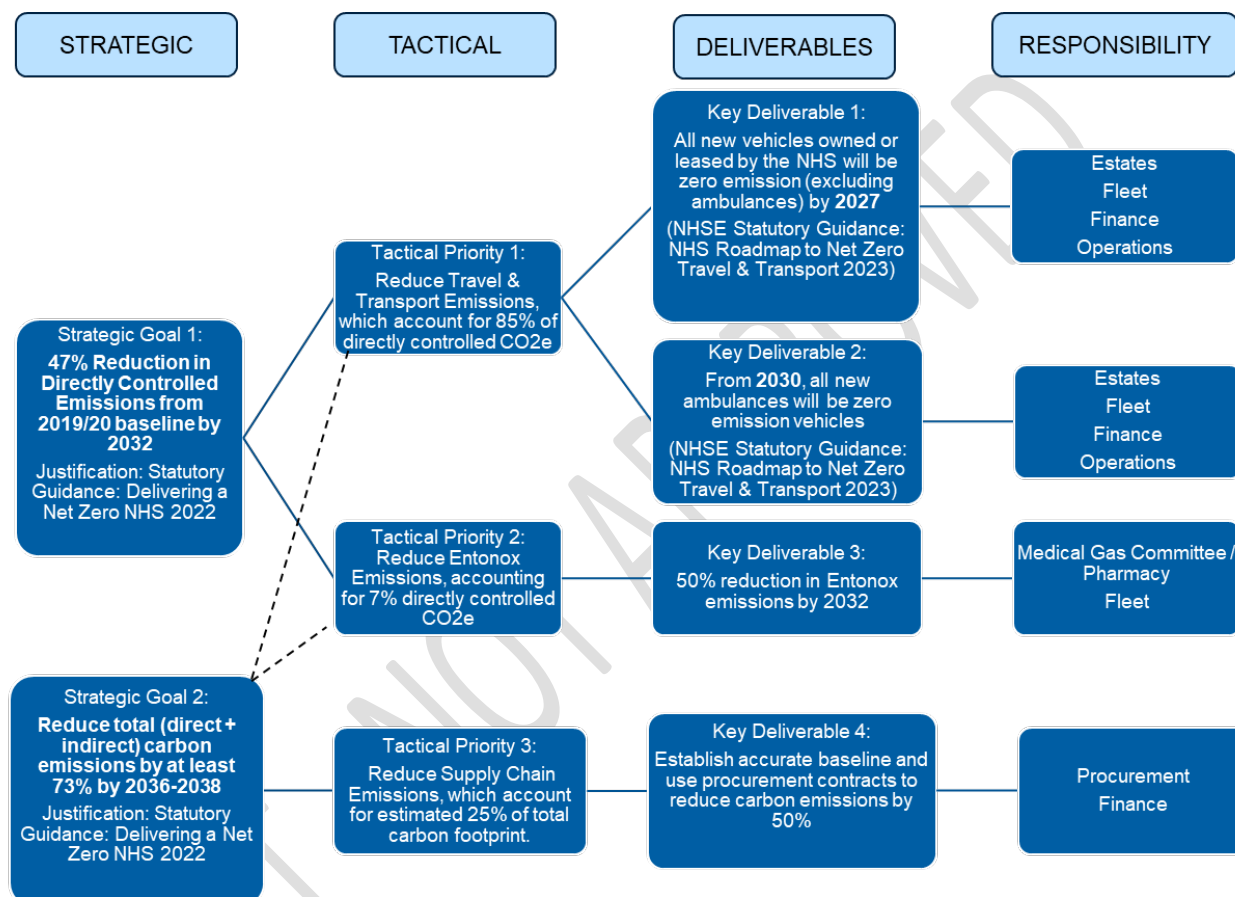 STRATEGIC
TACTICAL
DELIVERABLES
RESPONSIBILITY
Strategic Goal 1:
47% Reduction in
Directly Controlled
Emissions from
2019/20 baseline by
2032
Justification: Statutory
Guidance: Delivering a
Net Zero NHS 2022
Tactical Priority 1:
Reduce Travel &
Transport Emissions,
which account for 85% of
directly controlled CO2e
Key Deliverable 1:
All new vehicles owned or
leased by the NHS will be
zero emission (excluding
ambulances) by 2027
(NHSE Statutory Guidance:
NHS Roadmap to Net Zero
Travel & Transport 2023)
Estates
Fleet
Finance
Operations
Key Deliverable 2:
From 2030, all new
ambulances will be zero
emission vehicles
(NHSE Statutory Guidance:
NHS Roadmap to Net Zero
Travel & Transport 2023)
Estates
Fleet
Finance
Operations
Tactical Priority 2:
Reduce Entonox
Emissions, accounting
for 7% directly controlled
CO2e
Key Deliverable 3:
50% reduction in Entonox
emissions by 2032
Medical Gas Committee /
Pharmacy
Fleet
Strategic Goal 2:
Reduce total (direct +
indirect) carbon
emissions by at least
73% by 2036-2038
Justification: Statutory
Guidance: Delivering a Net
Zero NHS 2022
Tactical Priority 3:
Reduce Supply Chain
Emissions, which account
for estimated 25% of total
carbon footprint.
Key Deliverable 4:
Establish accurate baseline and
use procurement contracts to
reduce carbon emissions by
50%
Procurement
Finance
NOT